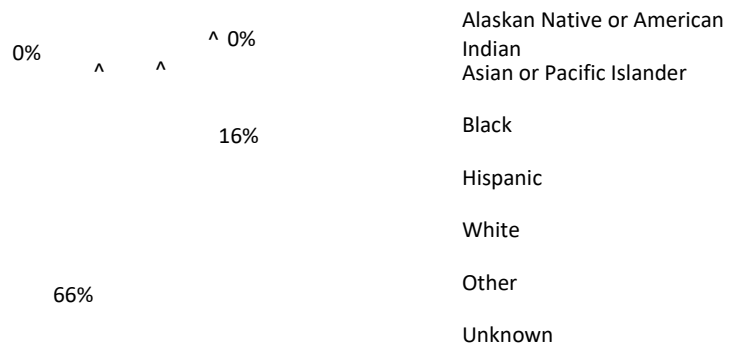 0%
^ 0%
^
^
16%
66%
Alaskan Native or American
Indian
Asian or Pacific Islander
Black
Hispanic
White
Other
Unknown